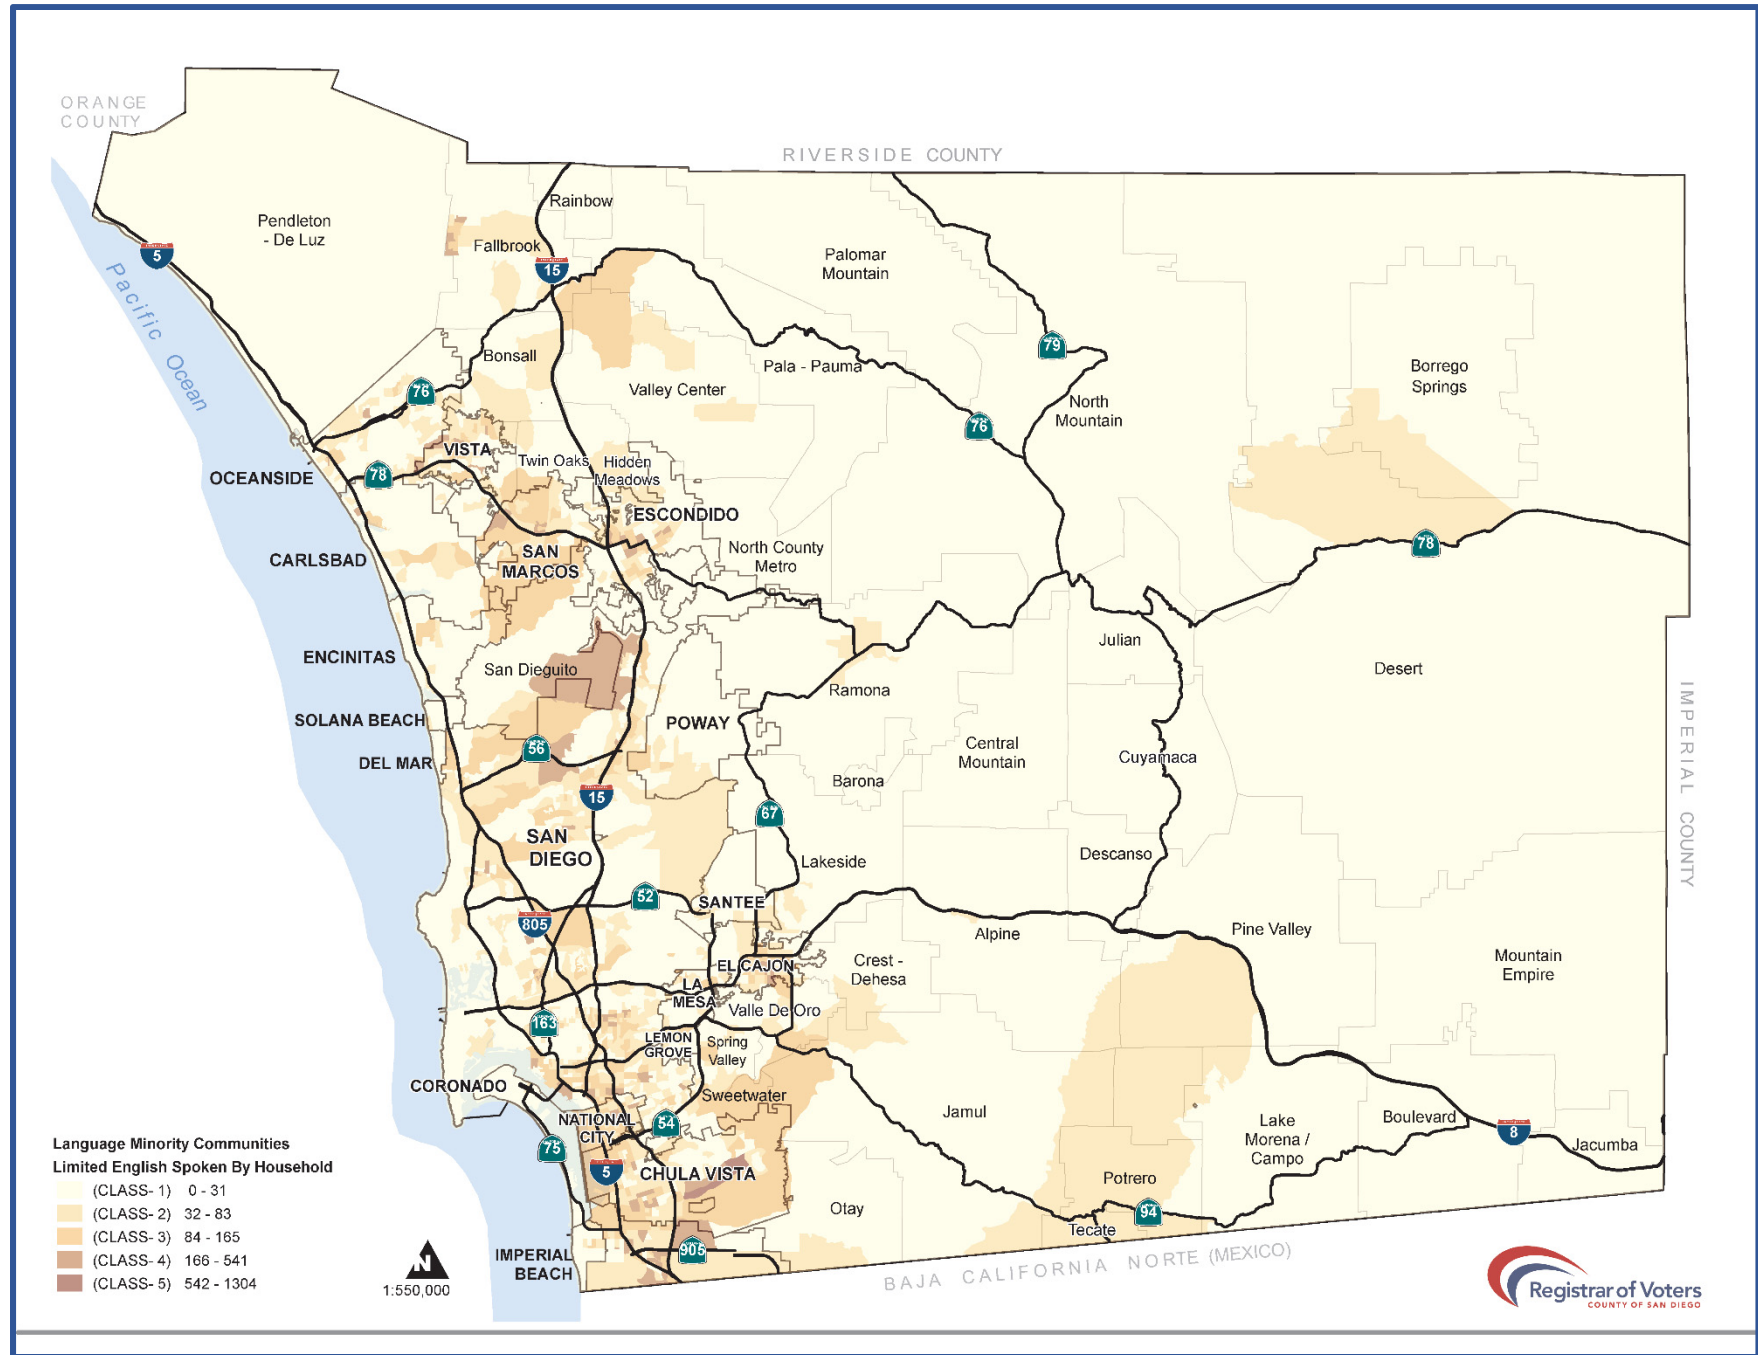 ORANGE
COUNTY
RIVERSIDE COUNTY
Rainbow
Pendleton
- De Luz
Fallbrook
5
15
Palomar
Mountain
Pacific Ocean
79
Bonsall
Pala - Pauma
Borrego
Springs
76
Valley Center
North
Mountain
76
VISTA
Twin Oaks
Hidden
Meadows
78
OCEANSIDE
ESCONDIDO
78
SAN
MARCOS
North County
Metro
CARLSBAD
Julian
ENCINITAS
San Dieguito
Desert
Ramona
IMPERIAL COUNTY
SOLANA BEACH
POWAY
56
Central
Mountain
DEL MAR
Cuyamaca
Barona
15
67
SAN
DIEGO
Lakeside
Descanso
52
SANTEE
805
Alpine
Pine Valley
EL CAJON
Crest -
Dehesa
Mountain
Empire
LA
MESA
Valle De Oro
163
LEMON
GROVE
Spring
Valley
CORONADO
Sweetwater
Jamul
NATIONAL
CITY
54
Lake
Morena /
Campo
Boulevard
8
Jacumba
75
5
CHULA VISTA
Potrero
Otay
94
Tecate
905
IMPERIAL
BEACH
BAJA CALIFORNIA NORTE (MEXICO)
Language Minority Communities
Limited English Spoken By Household
(CLASS- 1) 0 - 31
(CLASS- 2) 32 - 83
(CLASS- 3) 84 - 165
(CLASS- 4) 166 - 541
(CLASS- 5) 542 - 1304
N
1:550,000
Registrar of Voters
COUNTY OF SAN DIEGO